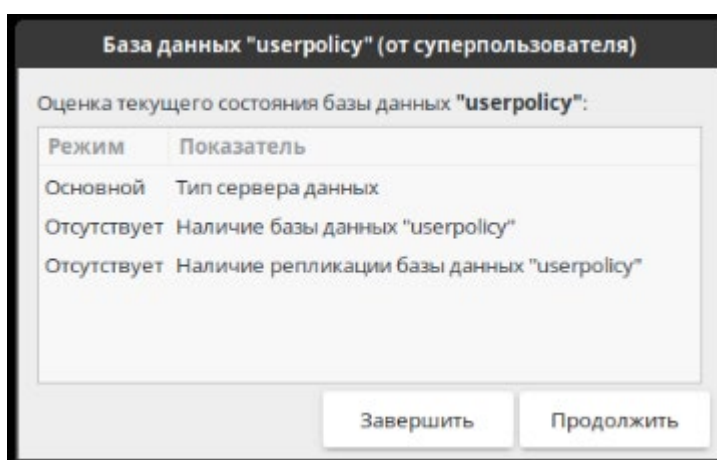 База данных "userpolicy" (от суперпользователя)
Оценка текущего состояния базы данных "userpolicy":
Режим Показатель
Основной Тип сервера данных
Отсутствует Наличие базы данных "userpolicy"
Отсутствует Наличие репликации базы данных "userpolicy"
Завершить Продолжить